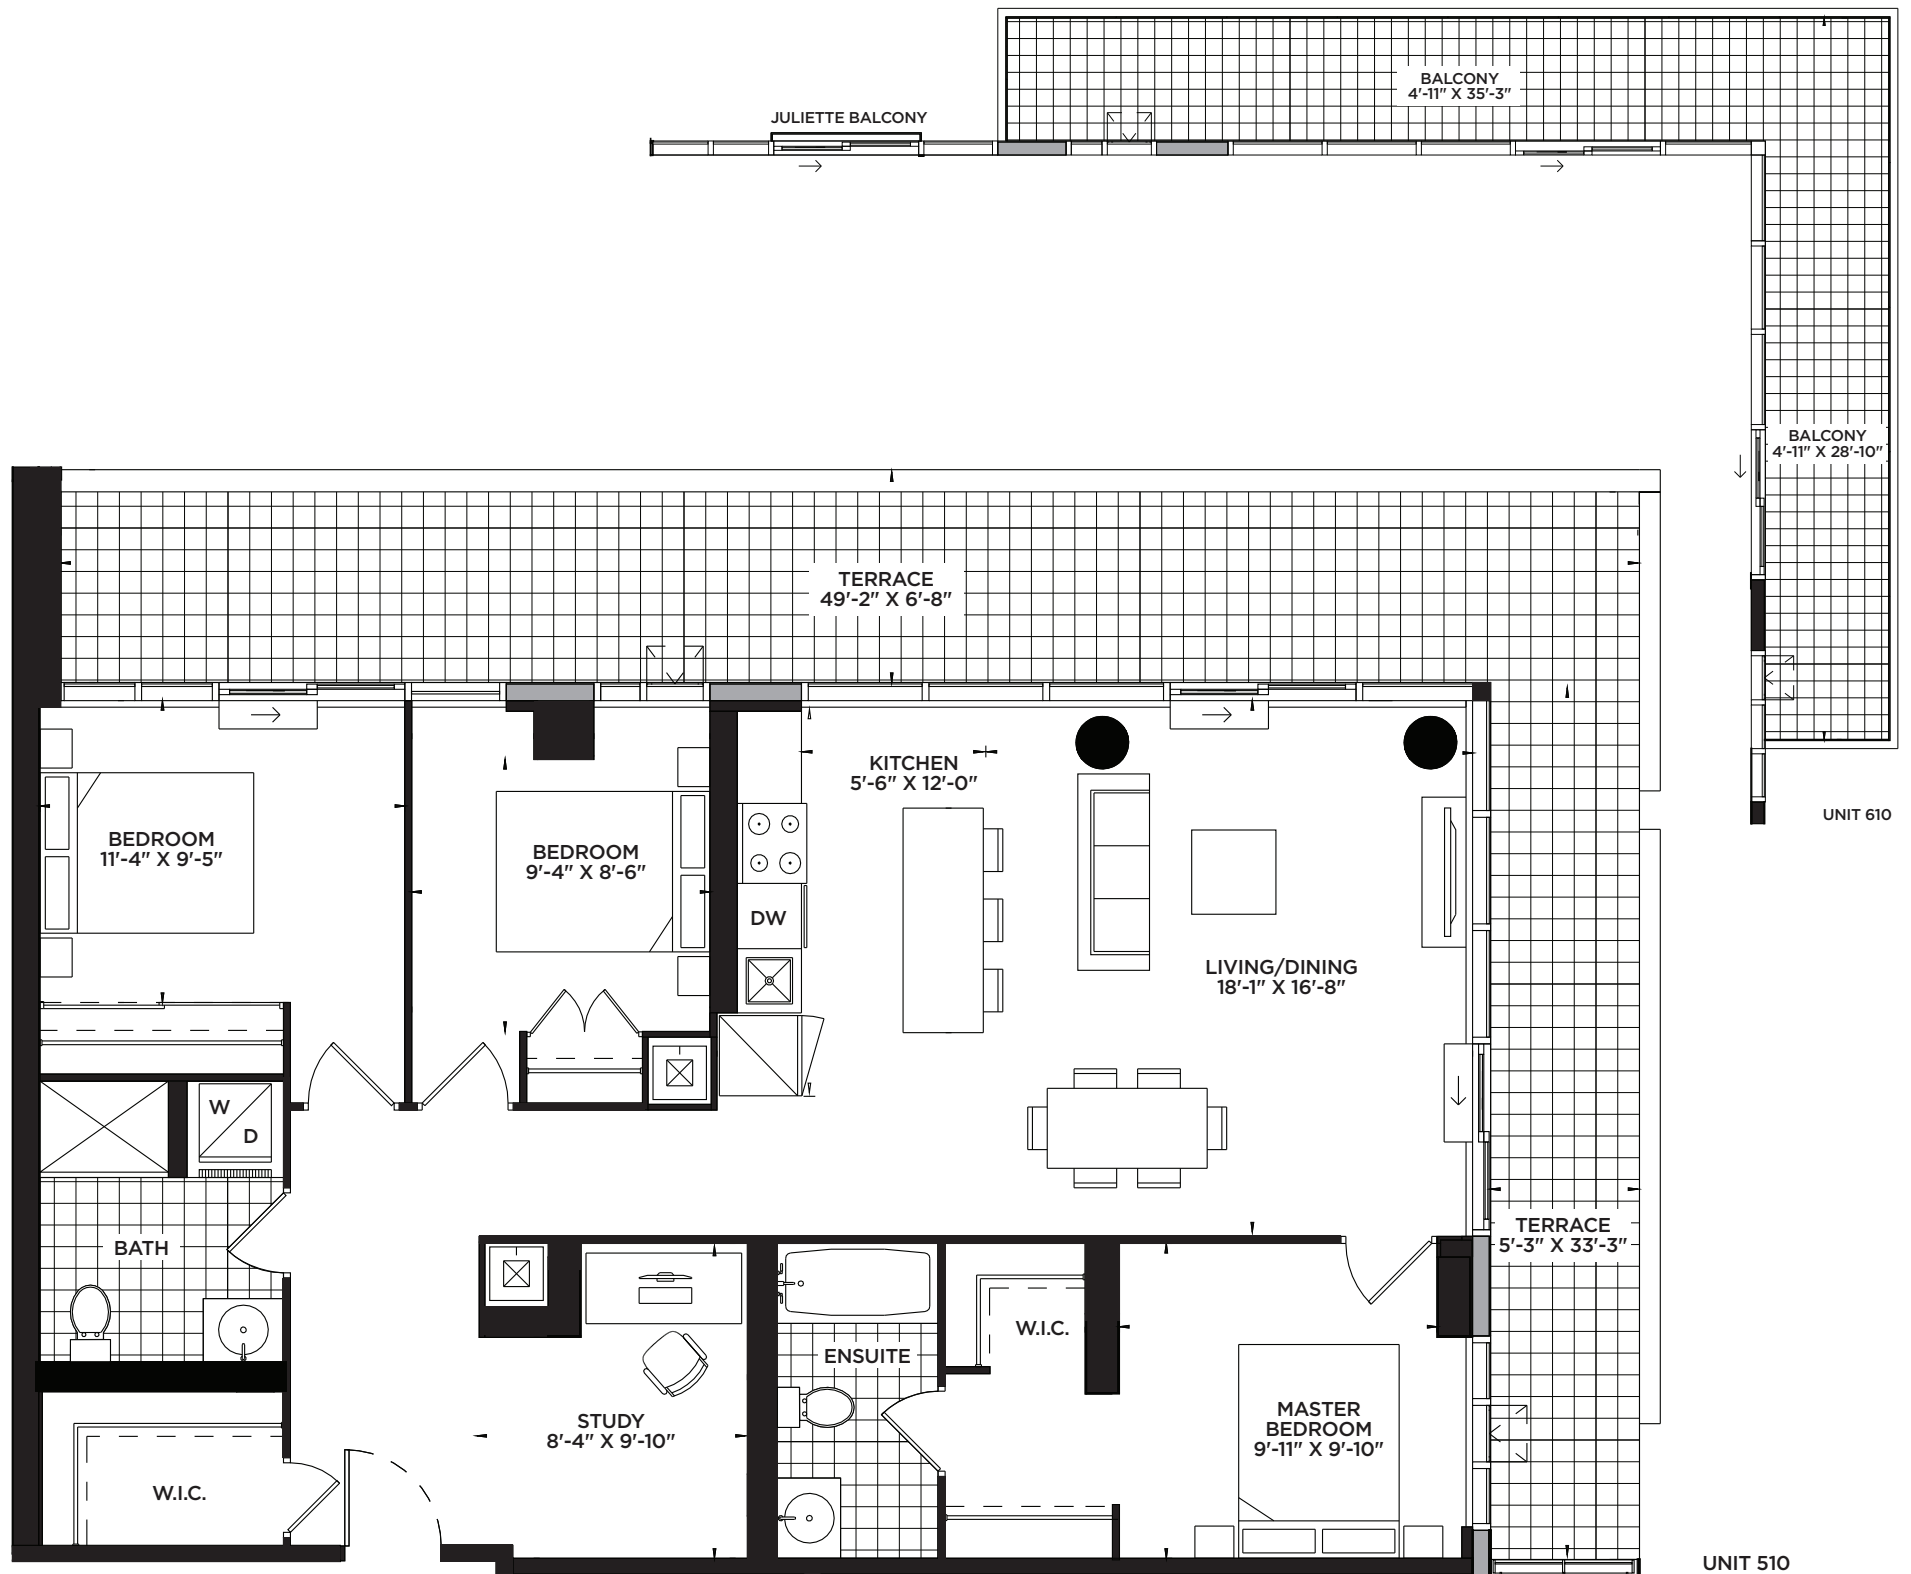 BALCONY
4'-11" X 35'-3"
JULIETTE BALCONY
BALCONY
4'-11" X 28'-10"
UNIT 610
TERRACE
49'-2" X 6'-8"
KITCHEN
5'-6" X 12'-0"
BEDROOM
11'-4" X 9'-5"
BEDROOM
9'-4" X 8'-6"
DW
LIVING/DINING
18'-1" X 16'-8"
W
D
BATH
TERRACE
5'-3" X 33'-3"
W.I.C.
ENSUITE
STUDY
8'-4" X 9'-10"
MASTER
BEDROOM
9'-11" X 9'-10"
W.I.C.
UNIT 510